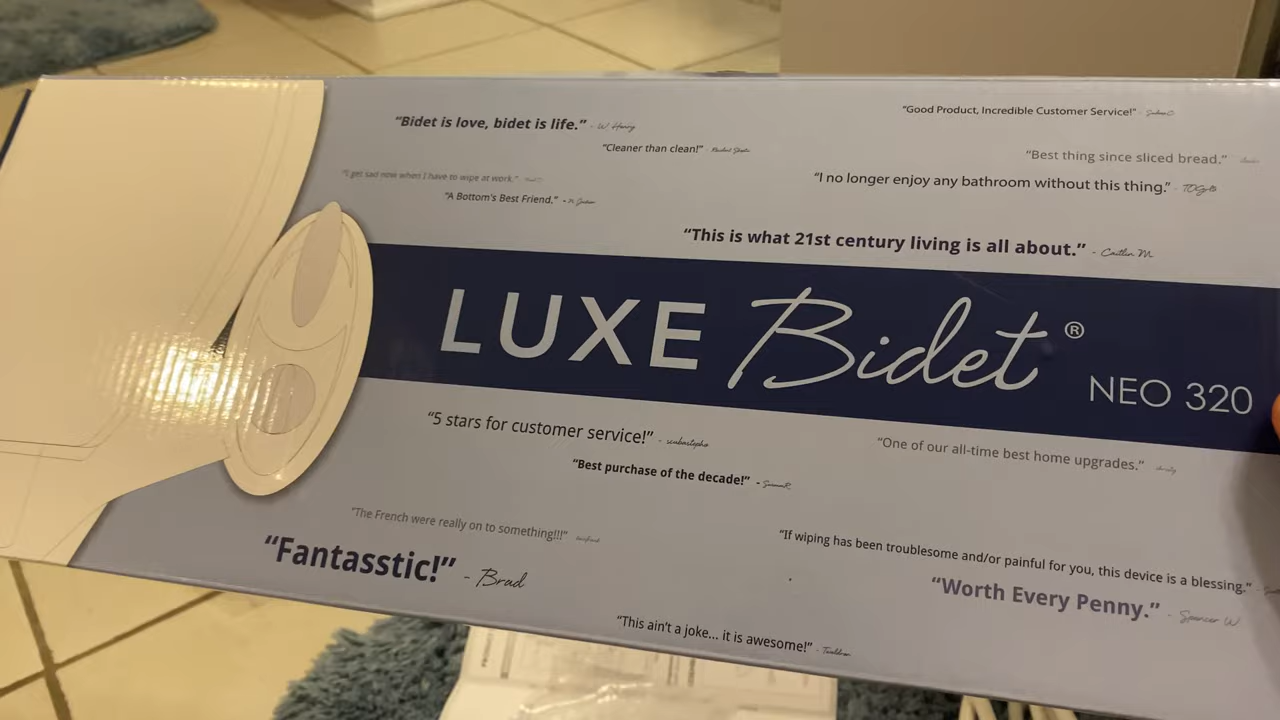 "Good Product, Incredible Customer Service!"
"Bidet is love, bidet is life." - W. Henry
"Cleaner than clean!" -
"Best thing since sliced bread."
"I get sad now when I have to wipe at work."
"I no longer enjoy any bathroom without this thing." -
"A Bottom's Best Friend." -
"This is what 21st century living is all about." - Caitlin M.
LUXE Bidet® NEO 320
"5 stars for customer service!" - scubasteph
"One of our all-time best home upgrades."
"Best purchase of the decade!" -
"The French were really on to something!!!"
"If wiping has been troublesome and/or painful for you, this device is a blessing." -
"Fantasstic!" - Brad
"Worth Every Penny." - Spencer W.
"This ain't a joke... it is awesome!" -